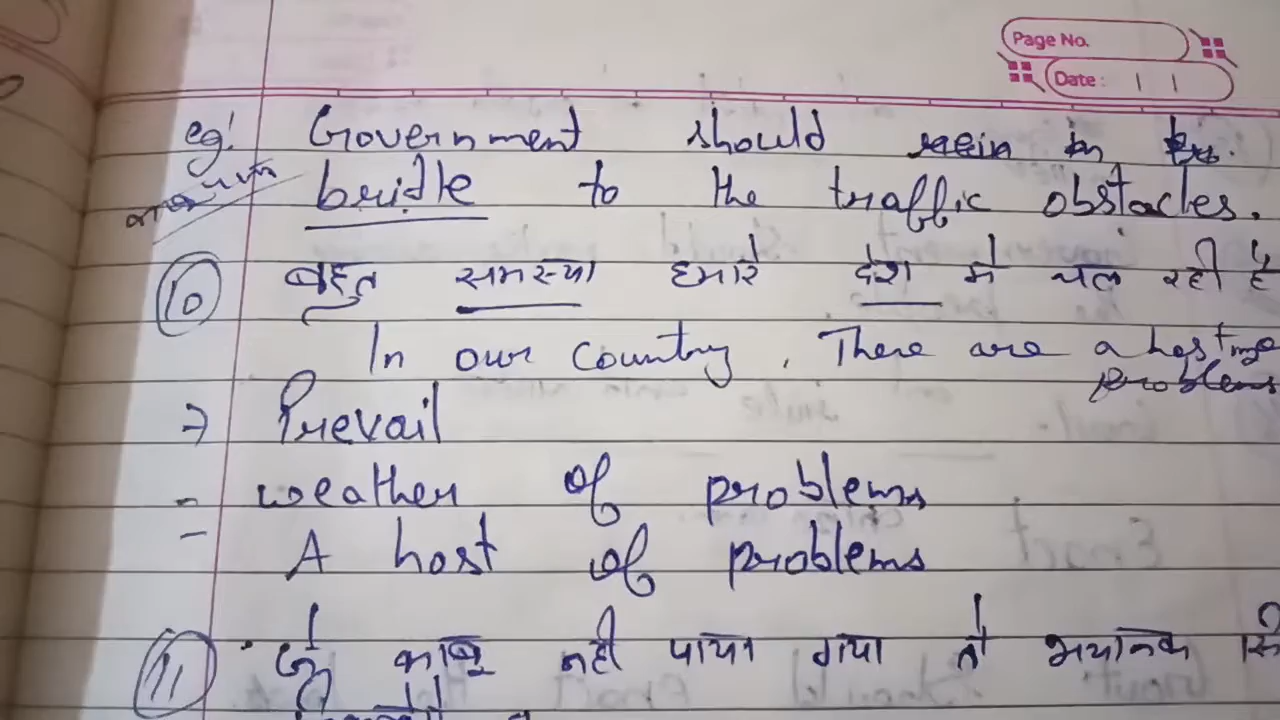 Page No.
Date :
eg! Government should rein in
bridle to the traffic obstacles.
10 बहुत समस्या हमारे देश में चल रही है
In our country, There are a host
problems
→ Prevail
- weather of problems
- A host of problems
11 काबू नही पाया गया तो भयानक